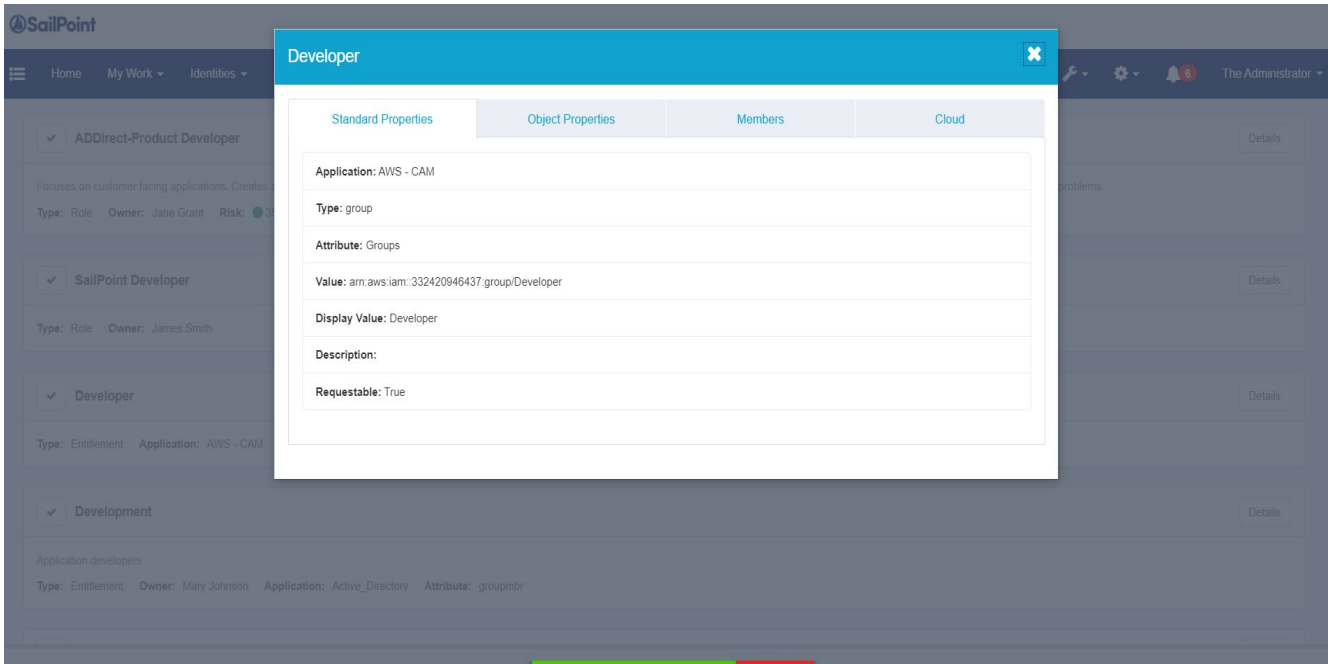 SailPoint
Home My Work Identities
6 The Administrator
Developer
Standard Properties Object Properties Members Cloud
Application: AWS - CAM
Type: group
Attribute: Groups
Value: arn:aws:iam::332420946437:group/Developer
Display Value: Developer
Description:
Requestable: True
ADDirect-Product Developer Details
Focuses on customer facing applications. Creates problems.
Type: Role Owner: Jane Grant Risk: 35
SailPoint Developer Details
Type: Role Owner: James Smith
Developer Details
Type: Entitlement Application: AWS - CAM
Development Details
Application developers
Type: Entitlement Owner: Mary Johnson Application: Active_Directory Attribute: groupmbr